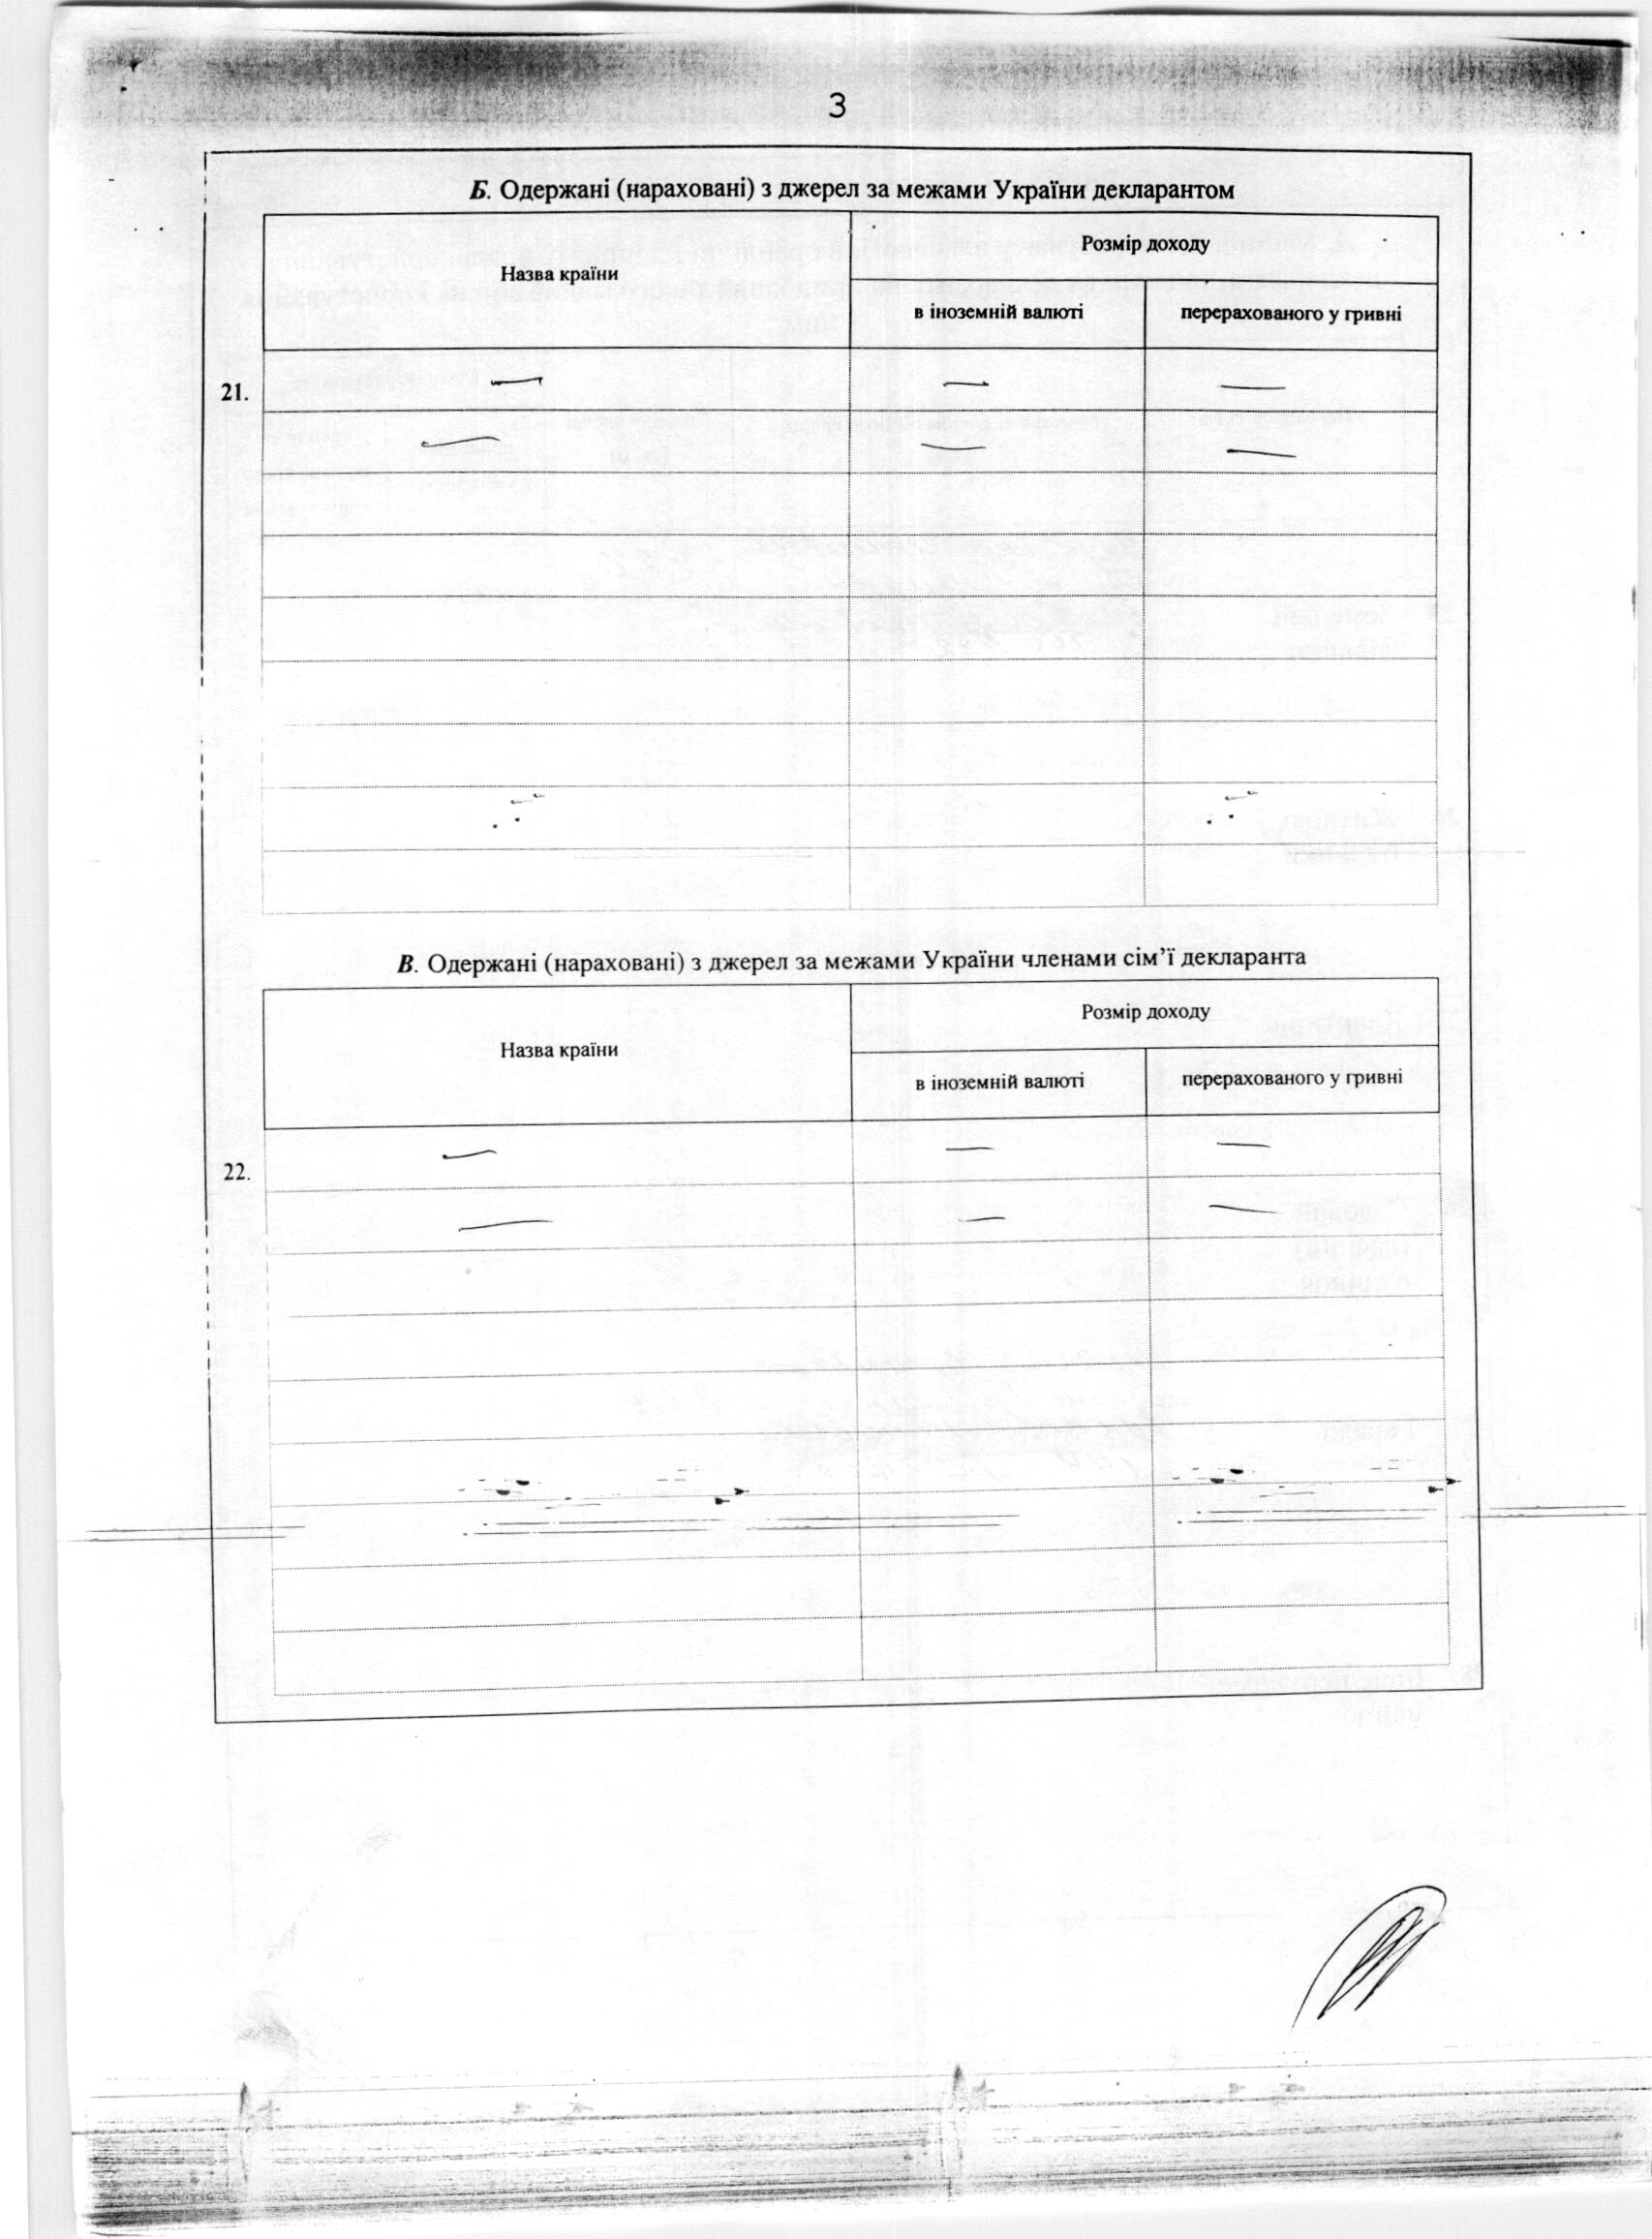 3
Б. Одержані (нараховані) з джерел за межами України декларантом
Назва країни
Розмір доходу
в іноземній валюті
перерахованого у гривні
21.
— — —
— — —
В. Одержані (нараховані) з джерел за межами України членами сім’ї декларанта
Назва країни
Розмір доходу
в іноземній валюті
перерахованого у гривні
22.
— — —
— — —